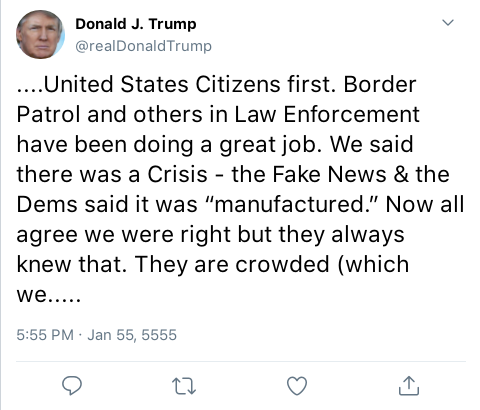 Donald J. Trump
@realDonaldTrump
....United States Citizens first. Border
Patrol and others in Law Enforcement
have been doing a great job. We said
there was a Crisis - the Fake News & the
Dems said it was “manufactured.” Now all
agree we were right but they always
knew that. They are crowded (which
we.....
5:55 PM · Jan 55, 5555